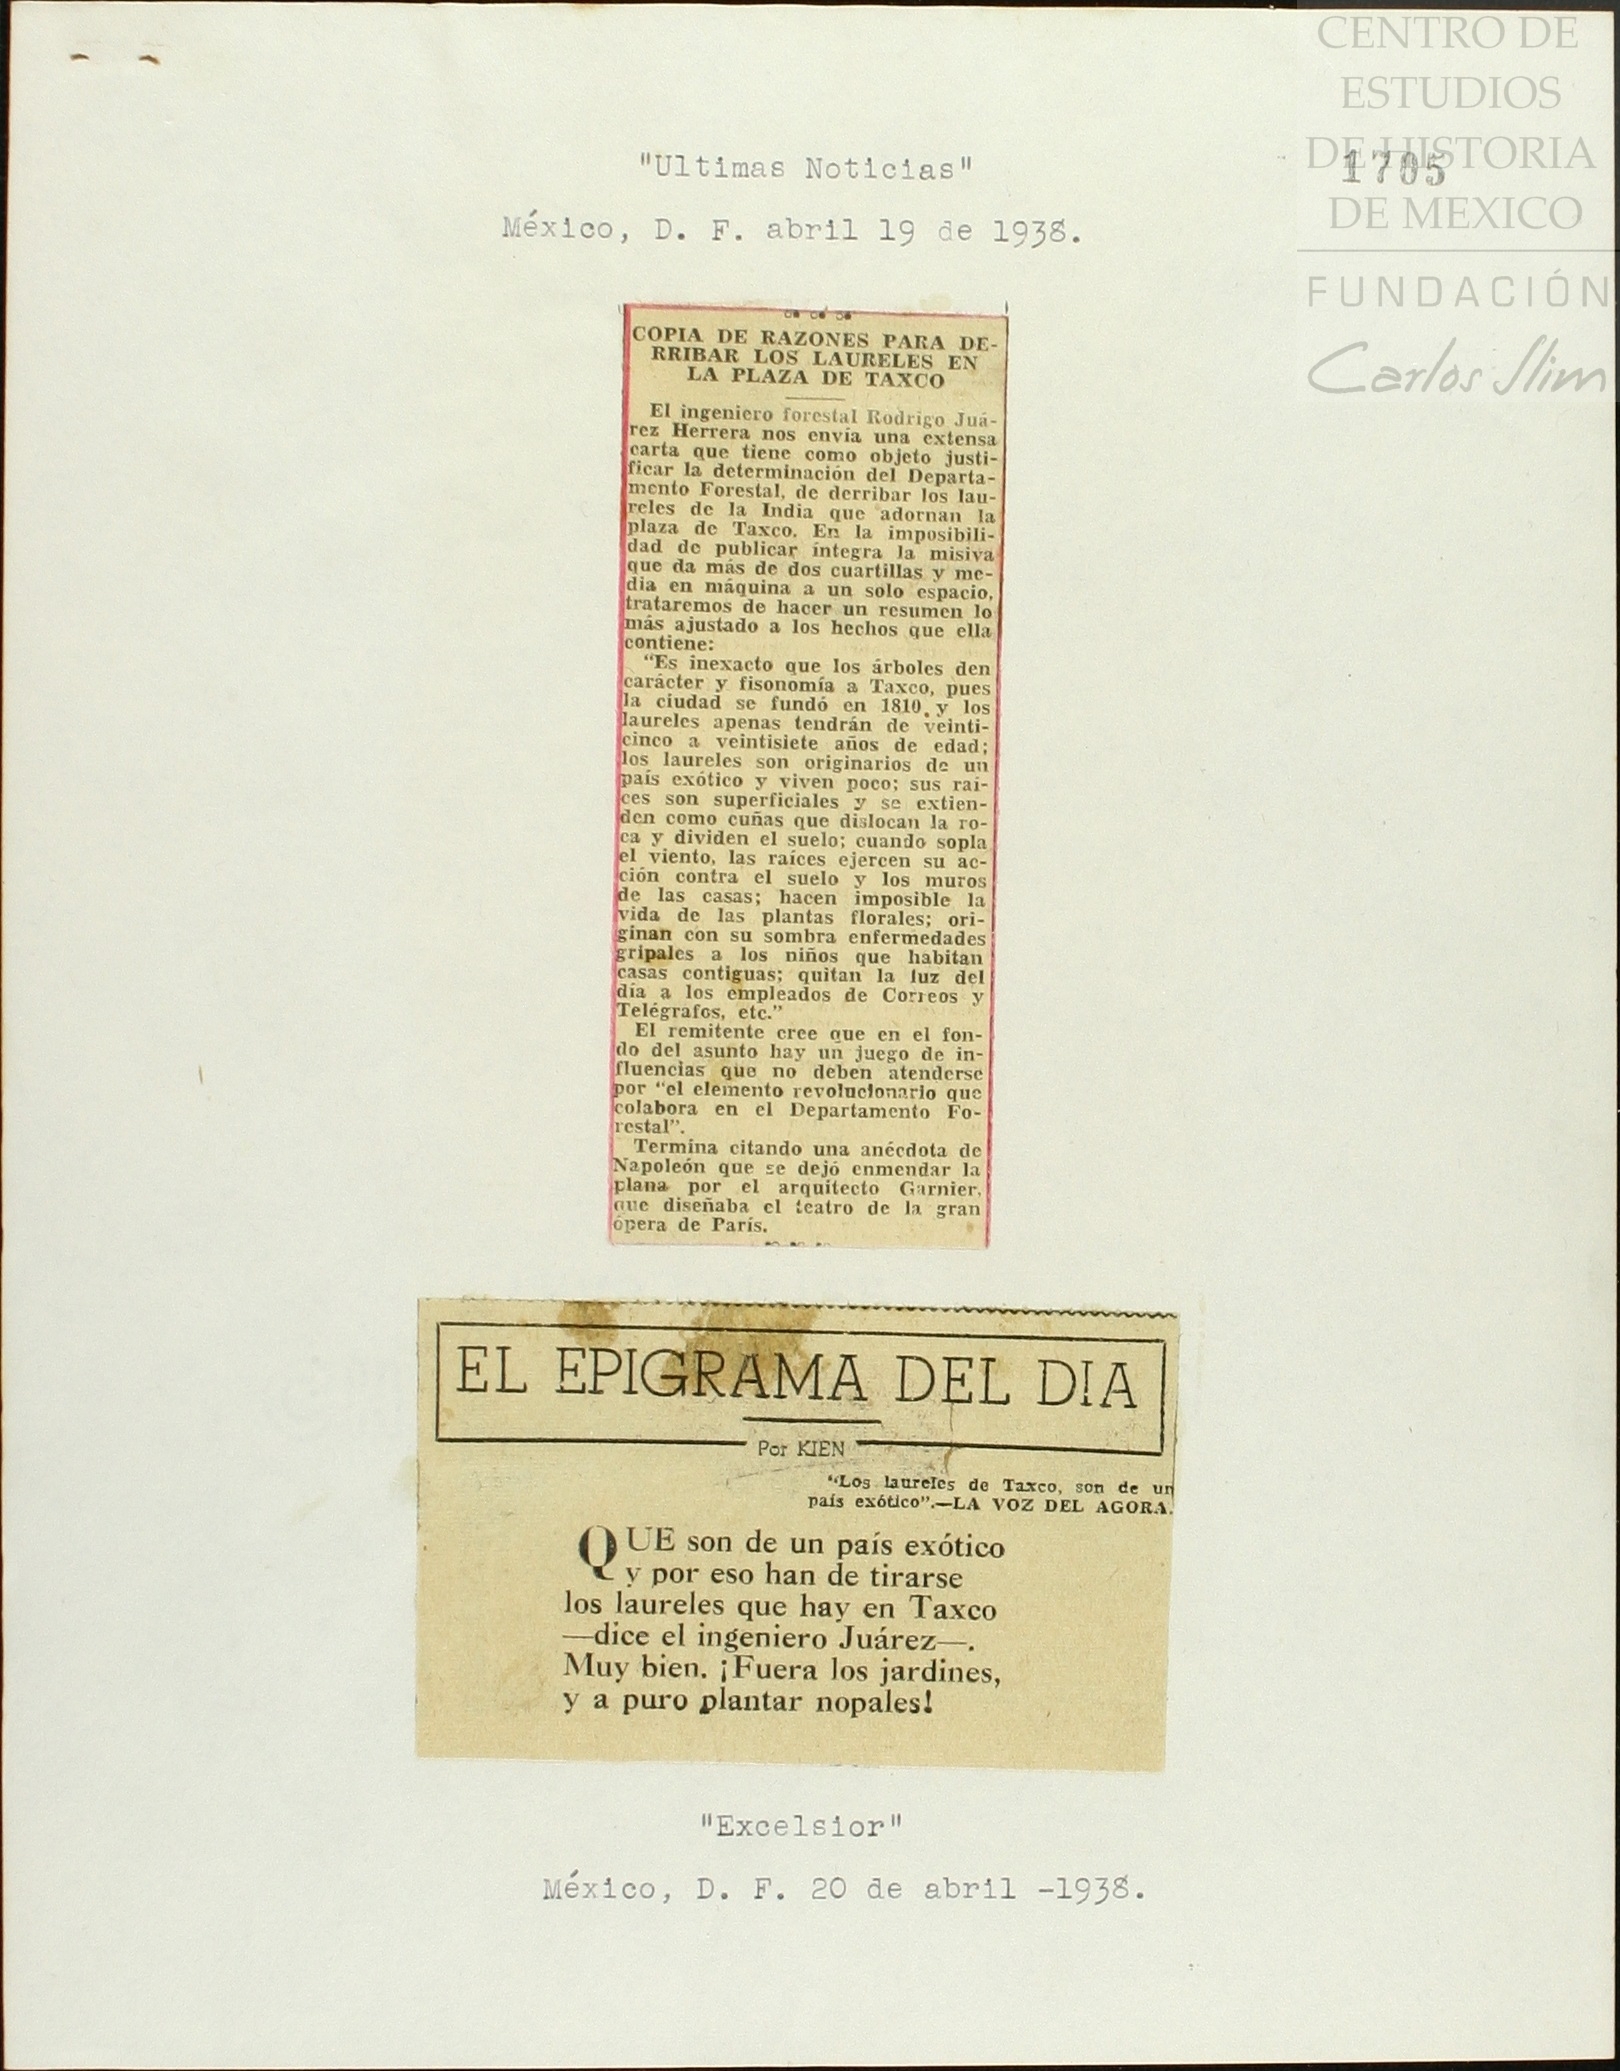 CENTRO DE
ESTUDIOS
DE HISTORIA
DE MEXICO
FUNDACIÓN
Carlos Slim
1705
"Ultimas Noticias"
México, D. F. abril 19 de 1938.
COPIA DE RAZONES PARA DE-
RRIBAR LOS LAURELES EN
LA PLAZA DE TAXCO
El ingeniero forestal Rodrigo Juá-
rez Herrera nos envía una extensa
carta que tiene como objeto justi-
ficar la determinación del Departa-
mento Forestal, de derribar los lau-
reles de la India que adornan la
plaza de Taxco. En la imposibili-
dad de publicar íntegra la misiva
que da más de dos cuartillas y me-
dia en máquina a un solo espacio,
trataremos de hacer un resumen lo
más ajustado a los hechos que ella
contiene:
"Es inexacto que los árboles den
carácter y fisonomía a Taxco, pues
la ciudad se fundó en 1810, y los
laureles apenas tendrán de veinti-
cinco a veintisiete años de edad;
los laureles son originarios de un
país exótico y viven poco; sus raí-
ces son superficiales y se extien-
den como cuñas que dislocan la ro-
ca y dividen el suelo; cuando sopla
el viento, las raíces ejercen su ac-
ción contra el suelo y los muros
de las casas; hacen imposible la
vida de las plantas florales; ori-
ginan con su sombra enfermedades
gripales a los niños que habitan
casas contiguas; quitan la luz del
día a los empleados de Correos y
Telégrafos, etc."
El remitente cree que en el fon-
do del asunto hay un juego de in-
fluencias que no deben atenderse
por "el elemento revolucionario que
colabora en el Departamento Fo-
restal".
Termina citando una anécdota de
Napoleón que se dejó enmendar la
plana por el arquitecto Garnier,
que diseñaba el teatro de la gran
ópera de París.
EL EPIGRAMA DEL DIA
Por KIEN
"Los laureles de Taxco, son de un
país exótico".—LA VOZ DEL AGORA.
QUE son de un país exótico
y por eso han de tirarse
los laureles que hay en Taxco
—dice el ingeniero Juárez—.
Muy bien. ¡Fuera los jardines,
y a puro plantar nopales!
"Excelsior"
México, D. F. 20 de abril -1938.